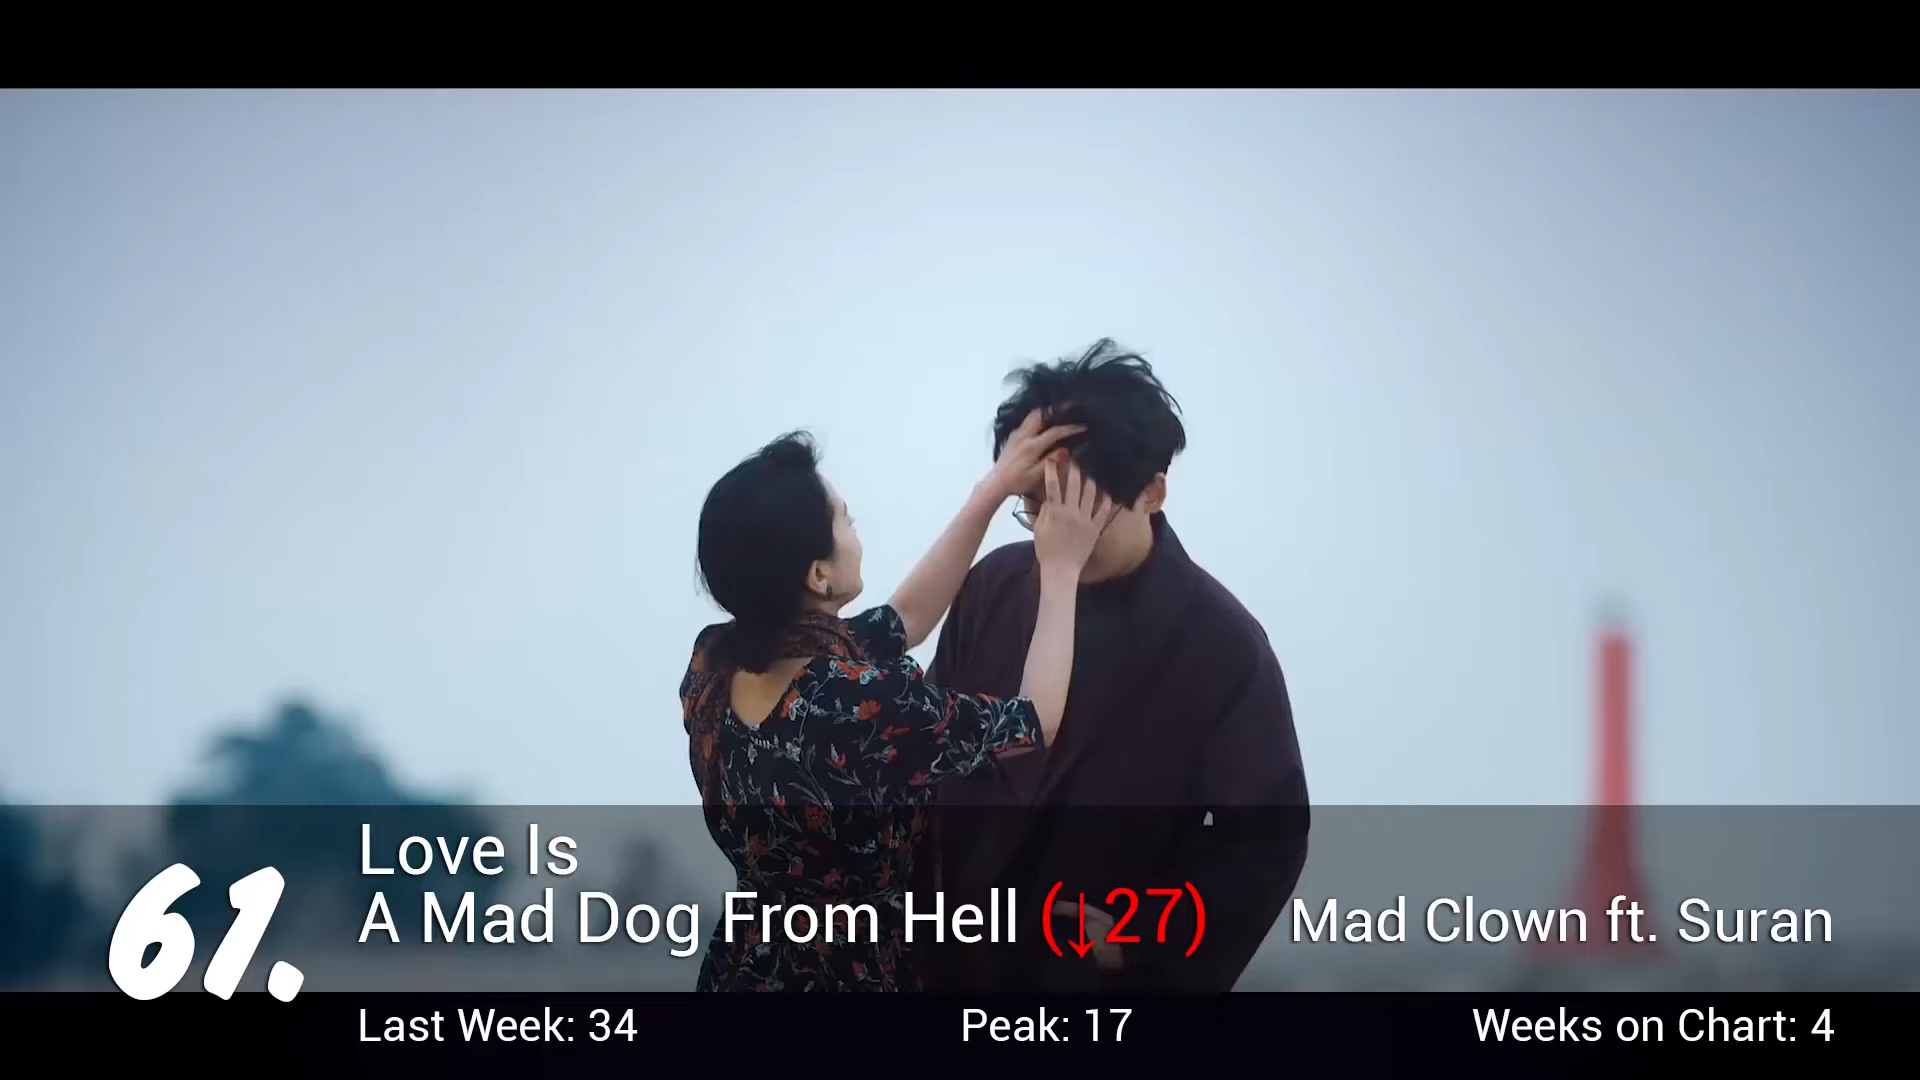 61.
Love Is
A Mad Dog From Hell (↓27)
Mad Clown ft. Suran
Last Week: 34
Peak: 17
Weeks on Chart: 4